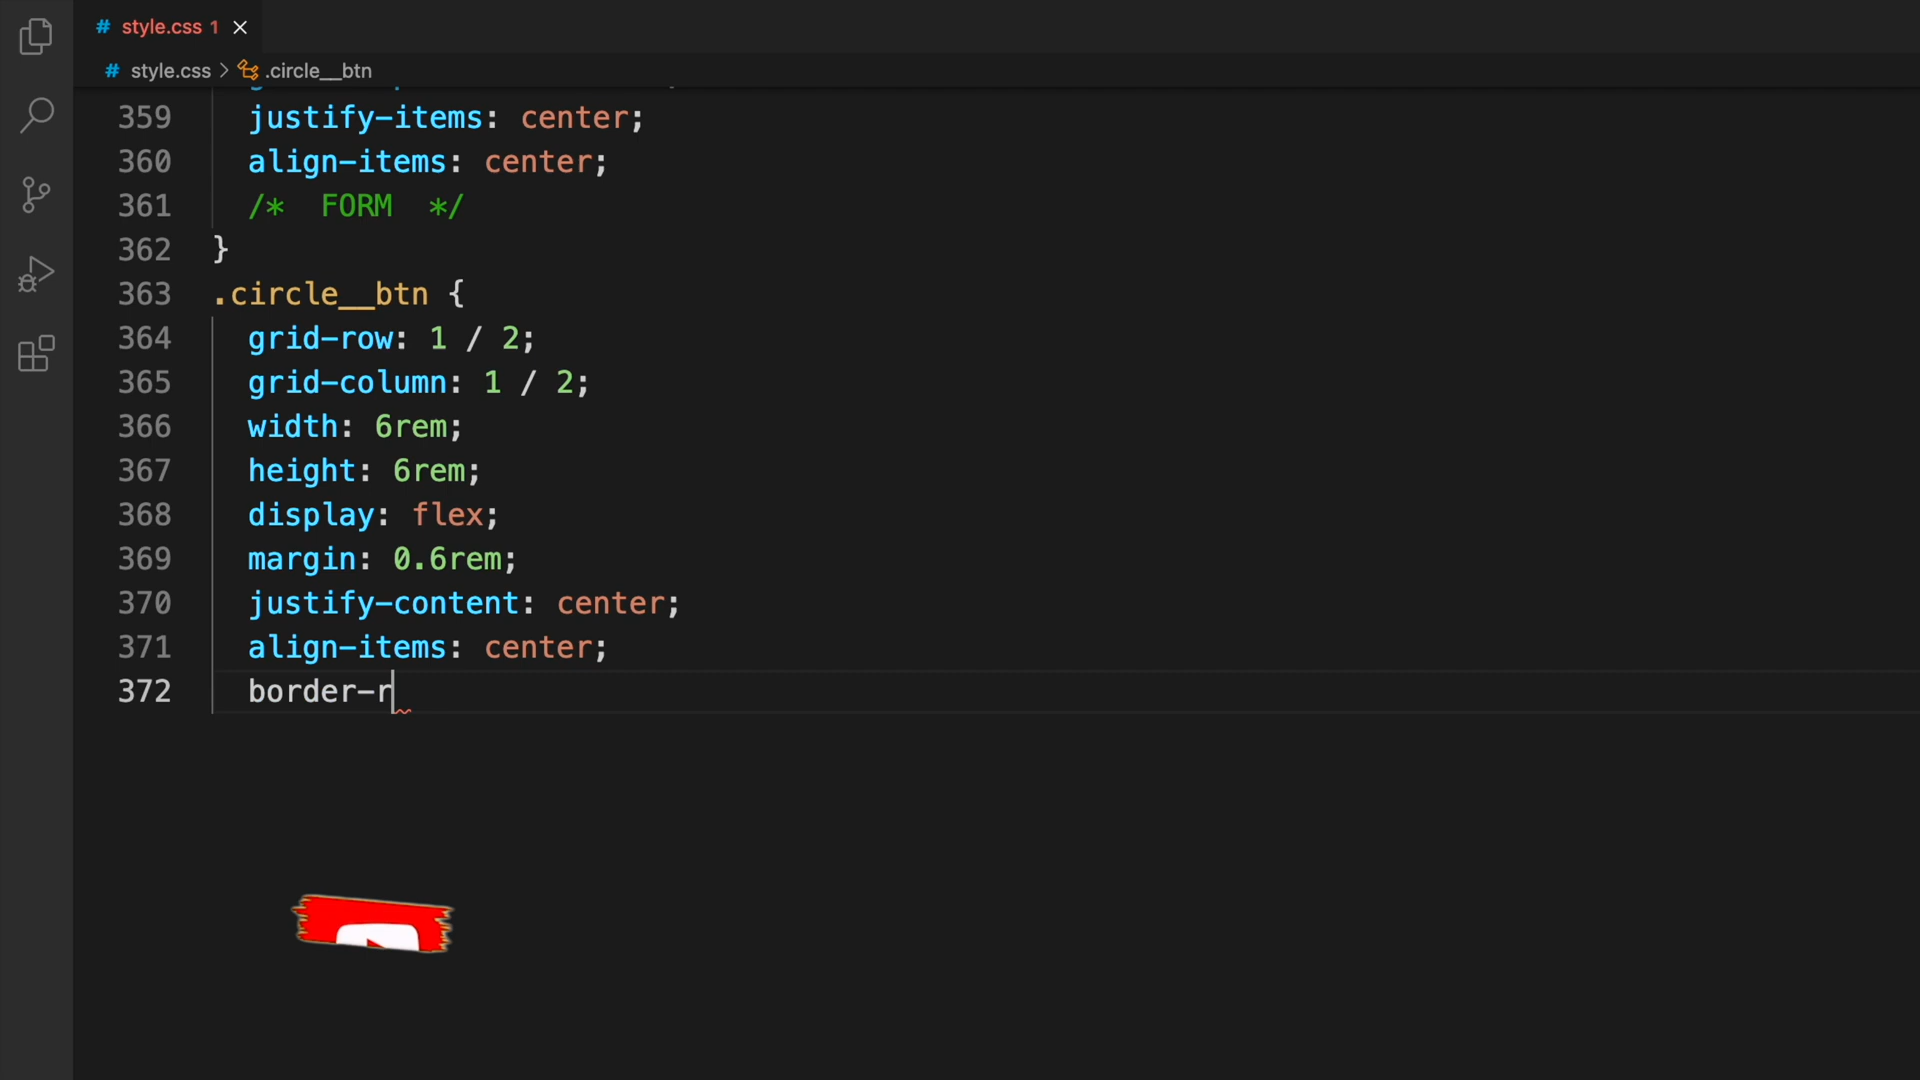 # style.css 1 ×
# style.css > .circle__btn
359 justify-items: center;
360 align-items: center;
361 /*  FORM  */
362 }
363 .circle__btn {
364 grid-row: 1 / 2;
365 grid-column: 1 / 2;
366 width: 6rem;
367 height: 6rem;
368 display: flex;
369 margin: 0.6rem;
370 justify-content: center;
371 align-items: center;
372 border-r